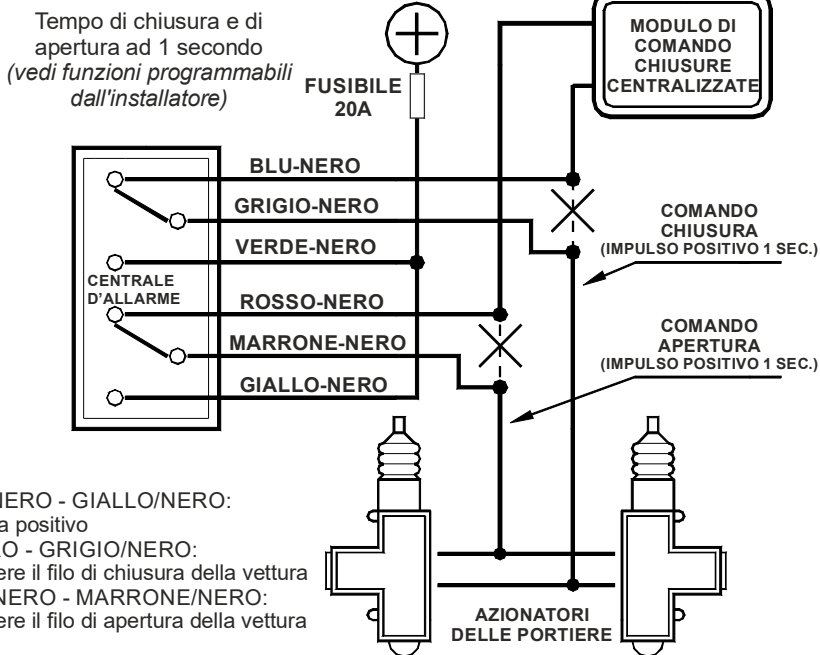 Tempo di chiusura e di
apertura ad 1 secondo
(vedi funzioni programmabili
dall'installatore)
FUSIBILE
20A
MODULO DI
COMANDO
CHIUSURE
CENTRALIZZATE
BLU-NERO
GRIGIO-NERO
VERDE-NERO
CENTRALE
D'ALLARME
ROSSO-NERO
MARRONE-NERO
GIALLO-NERO
COMANDO
CHIUSURA
(IMPULSO POSITIVO 1 SEC.)
COMANDO
APERTURA
(IMPULSO POSITIVO 1 SEC.)
NERO - GIALLO/NERO:
a positivo
O - GRIGIO/NERO:
ere il filo di chiusura della vettura
NERO - MARRONE/NERO:
ere il filo di apertura della vettura
AZIONATORI
DELLE PORTIERE